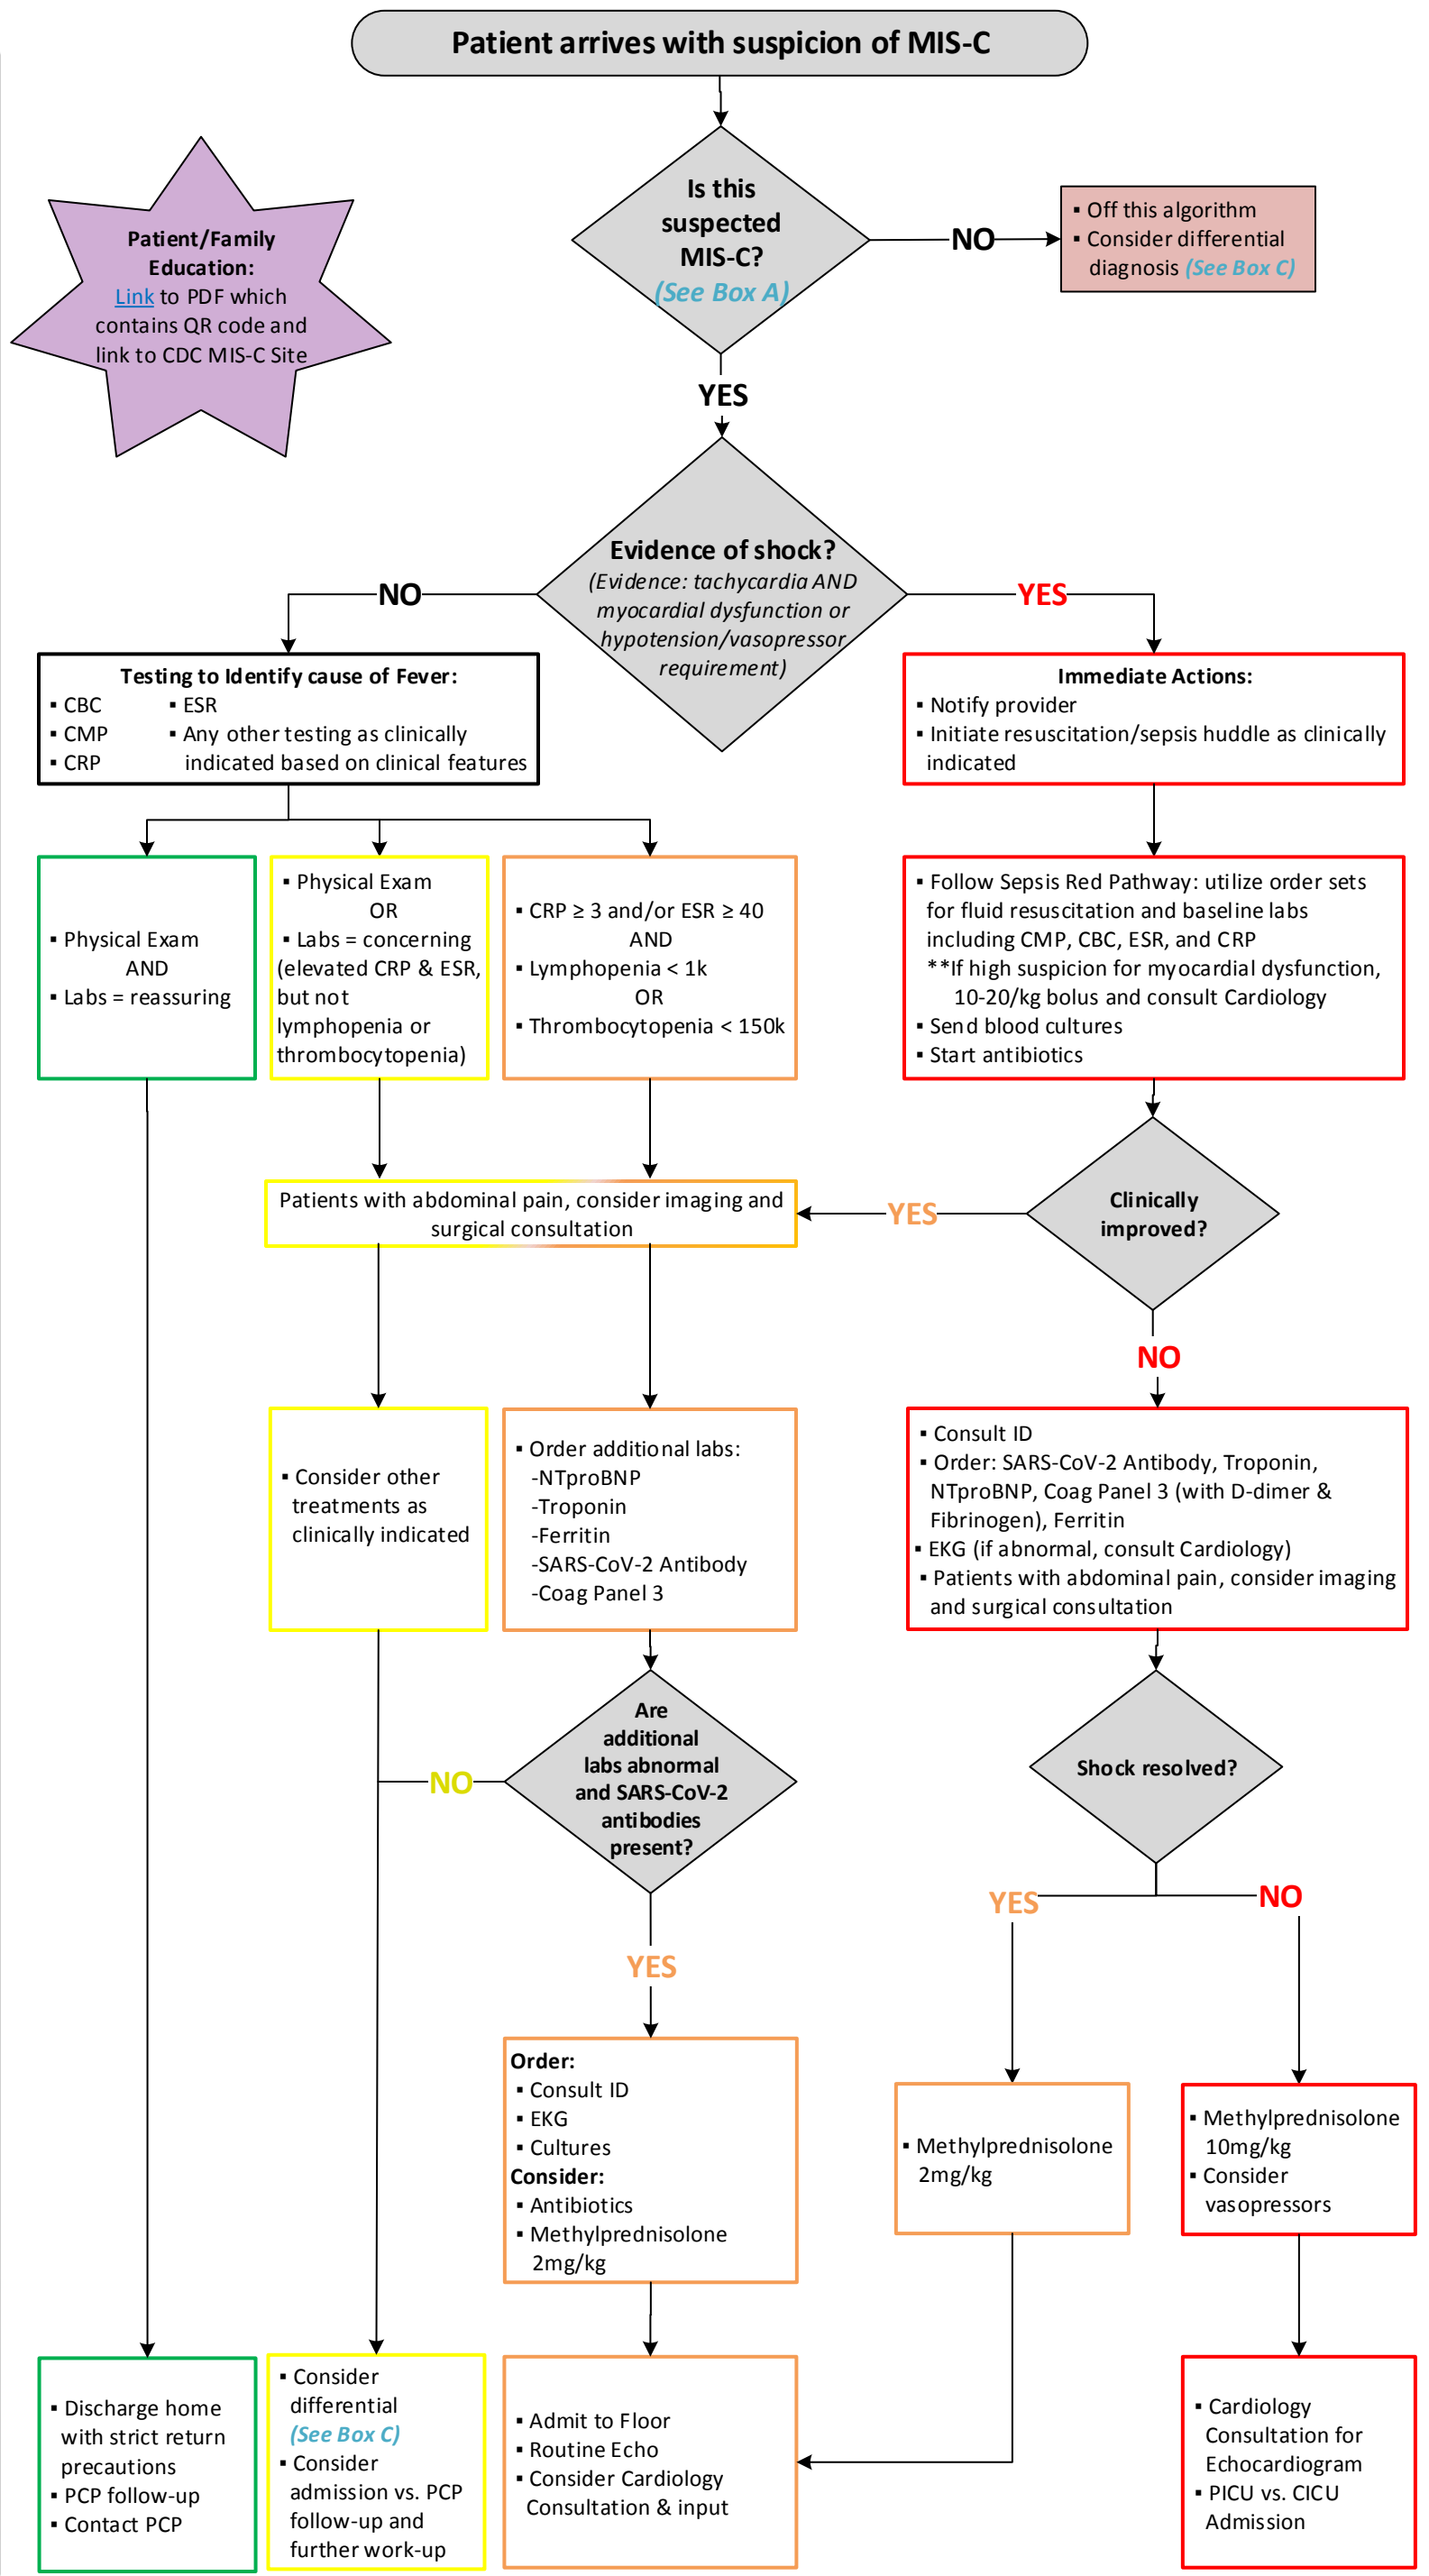 Patient arrives with suspicion of MIS-C
Patient/Family
Education:
Link to PDF which
contains QR code and
link to CDC MIS-C Site
Is this
suspected
MIS-C?
(See Box A)
NO
▪ Off this algorithm
▪ Consider differential
diagnosis (See Box C)
YES
Evidence of shock?
(Evidence: tachycardia AND
myocardial dysfunction or
hypotension/vasopressor
requirement)
NO
YES
Testing to Identify cause of Fever:
▪ CBC
▪ CMP
▪ CRP
▪ ESR
▪ Any other testing as clinically
indicated based on clinical features
Immediate Actions:
▪ Notify provider
▪ Initiate resuscitation/sepsis huddle as clinically
indicated
▪ Physical Exam
AND
▪ Labs = reassuring
▪ Physical Exam
OR
▪ Labs = concerning
(elevated CRP & ESR,
but not
lymphopenia or
thrombocytopenia)
▪ CRP ≥ 3 and/or ESR ≥ 40
AND
▪ Lymphopenia < 1k
OR
▪ Thrombocytopenia < 150k
▪ Follow Sepsis Red Pathway: utilize order sets
for fluid resuscitation and baseline labs
including CMP, CBC, ESR, and CRP
**If high suspicion for myocardial dysfunction,
10-20/kg bolus and consult Cardiology
▪ Send blood cultures
▪ Start antibiotics
Patients with abdominal pain, consider imaging and
surgical consultation
YES
Clinically
improved?
NO
▪ Consider other
treatments as
clinically indicated
▪ Order additional labs:
-NTproBNP
-Troponin
-Ferritin
-SARS-CoV-2 Antibody
-Coag Panel 3
▪ Consult ID
▪ Order: SARS-CoV-2 Antibody, Troponin,
NTproBNP, Coag Panel 3 (with D-dimer &
Fibrinogen), Ferritin
▪ EKG (if abnormal, consult Cardiology)
▪ Patients with abdominal pain, consider imaging
and surgical consultation
NO
Are
additional
labs abnormal
and SARS-CoV-2
antibodies
present?
Shock resolved?
YES
YES
NO
Order:
▪ Consult ID
▪ EKG
▪ Cultures
Consider:
▪ Antibiotics
▪ Methylprednisolone
2mg/kg
▪ Methylprednisolone
2mg/kg
▪ Methylprednisolone
10mg/kg
▪ Consider
vasopressors
▪ Discharge home
with strict return
precautions
▪ PCP follow-up
▪ Contact PCP
▪ Consider
differential
(See Box C)
▪ Consider
admission vs. PCP
follow-up and
further work-up
▪ Admit to Floor
▪ Routine Echo
▪ Consider Cardiology
Consultation & input
▪ Cardiology
Consultation for
Echocardiogram
▪ PICU vs. CICU
Admission